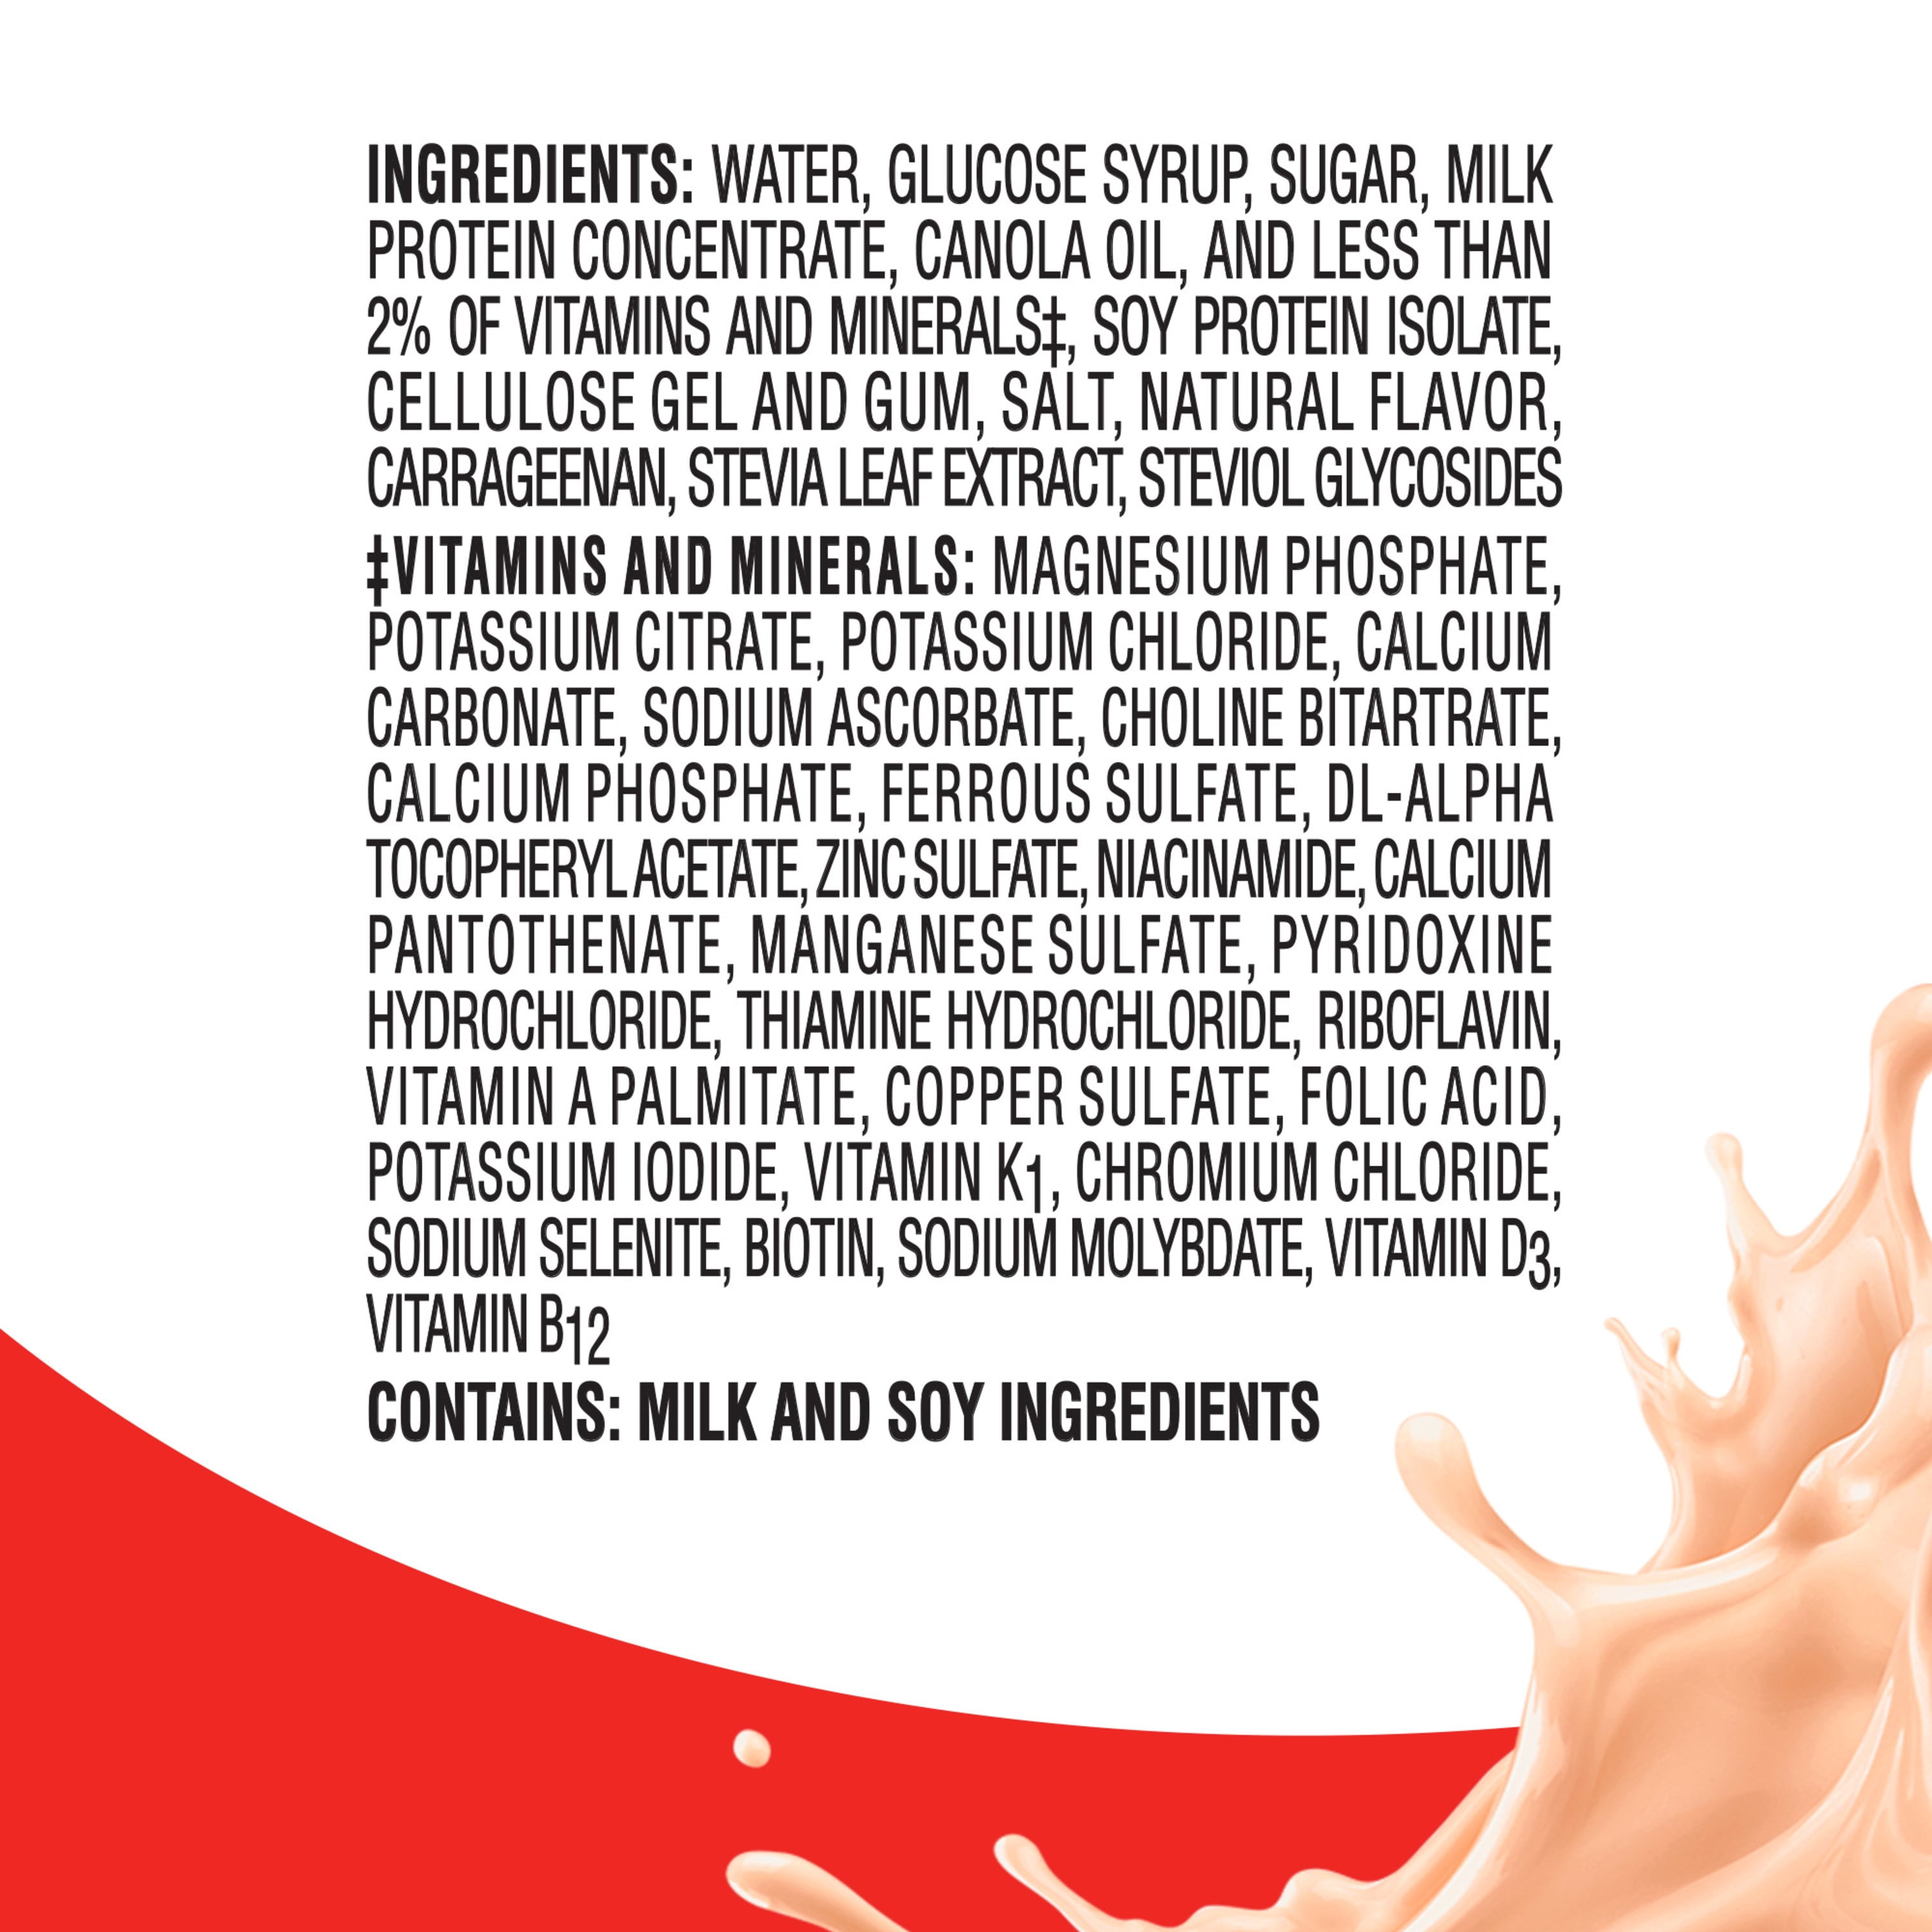 INGREDIENTS: WATER, GLUCOSE SYRUP, SUGAR, MILK
PROTEIN CONCENTRATE, CANOLA OIL, AND LESS THAN
2% OF VITAMINS AND MINERALS‡, SOY PROTEIN ISOLATE,
CELLULOSE GEL AND GUM, SALT, NATURAL FLAVOR,
CARRAGEENAN, STEVIA LEAF EXTRACT, STEVIOL GLYCOSIDES
‡VITAMINS AND MINERALS: MAGNESIUM PHOSPHATE,
POTASSIUM CITRATE, POTASSIUM CHLORIDE, CALCIUM
CARBONATE, SODIUM ASCORBATE, CHOLINE BITARTRATE,
CALCIUM PHOSPHATE, FERROUS SULFATE, DL-ALPHA
TOCOPHERYL ACETATE, ZINC SULFATE, NIACINAMIDE, CALCIUM
PANTOTHENATE, MANGANESE SULFATE, PYRIDOXINE
HYDROCHLORIDE, THIAMINE HYDROCHLORIDE, RIBOFLAVIN,
VITAMIN A PALMITATE, COPPER SULFATE, FOLIC ACID,
POTASSIUM IODIDE, VITAMIN K1, CHROMIUM CHLORIDE,
SODIUM SELENITE, BIOTIN, SODIUM MOLYBDATE, VITAMIN D3,
VITAMIN B12
CONTAINS: MILK AND SOY INGREDIENTS